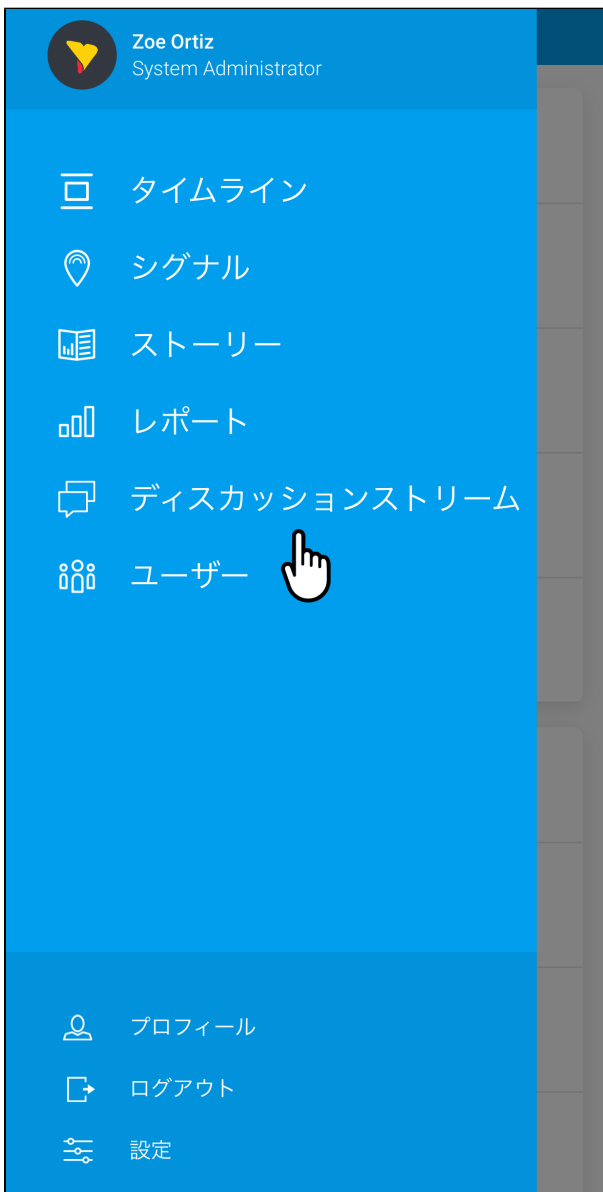 Zoe Ortiz
System Administrator
タイムライン
シグナル
ストーリー
レポート
ディスカッションストリーム
ユーザー
プロフィール
ログアウト
設定